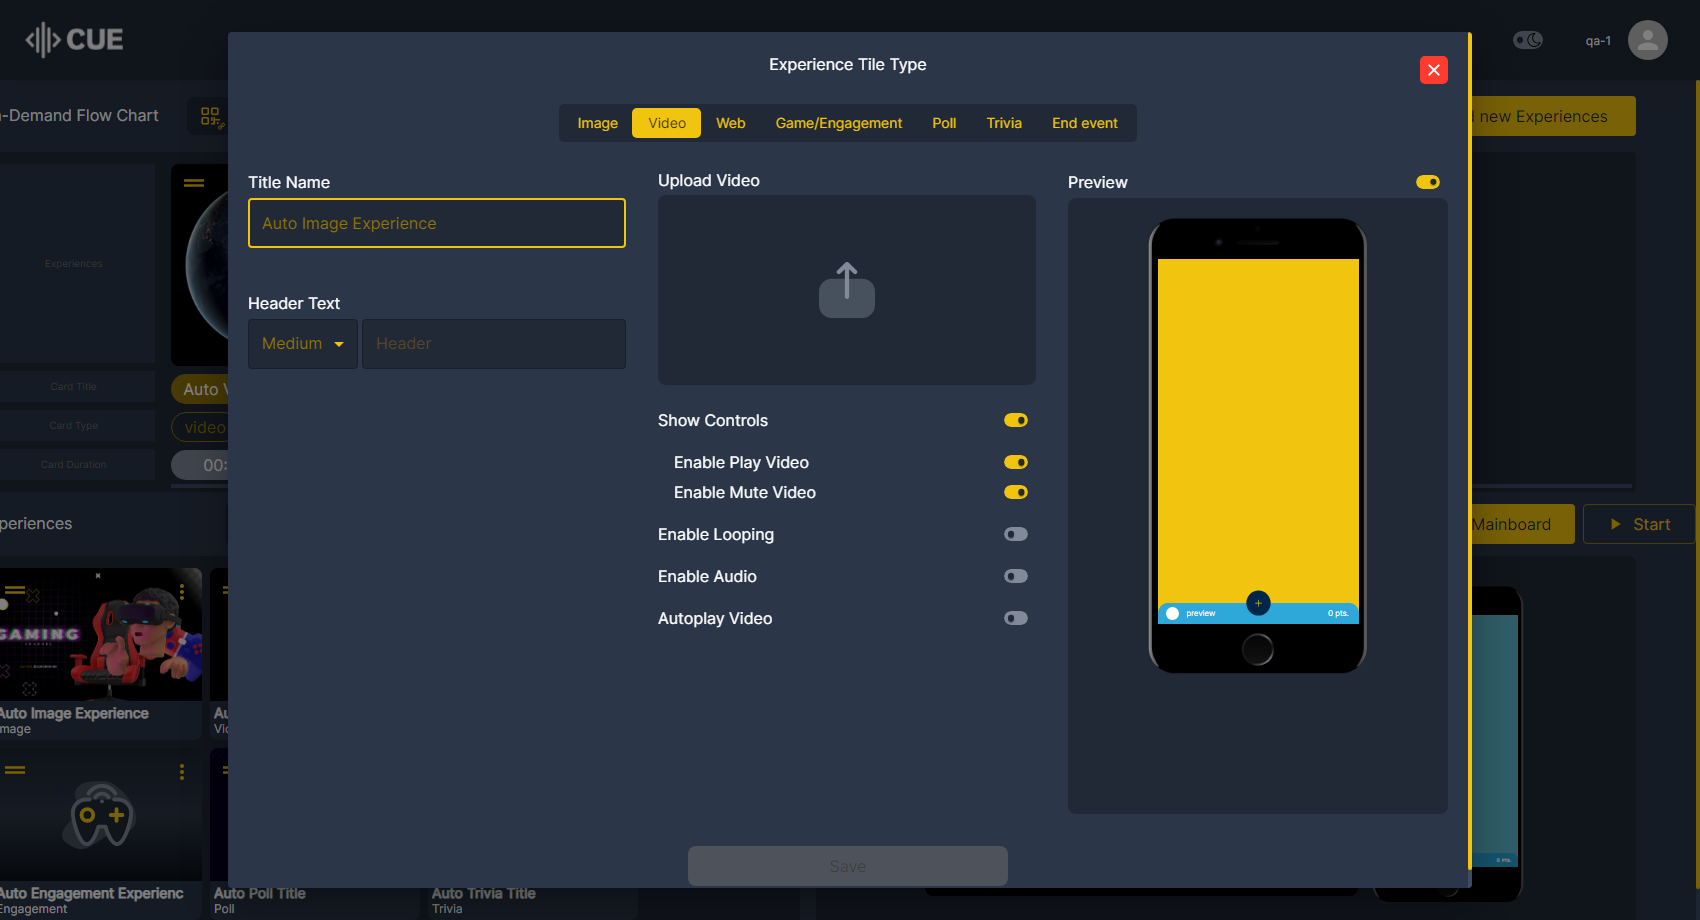 CUE
qa-1
-Demand Flow Chart
new Experiences
Experience Tile Type
Image
Video
Web
Game/Engagement
Poll
Trivia
End event
Title Name
Auto Image Experience
Header Text
Medium
Header
Upload Video
Show Controls
Enable Play Video
Enable Mute Video
Enable Looping
Enable Audio
Autoplay Video
Preview
preview
0 pts.
Save
Experiences
Card Title
Card Type
Card Duration
Auto
video
00:
periences
Mainboard
Start
GAMING
CHANNEL
Auto Image Experience
mage
Auto Engagement Experienc
Engagement
Auto Poll Title
Poll
Auto Trivia Title
Trivia
0 pts.